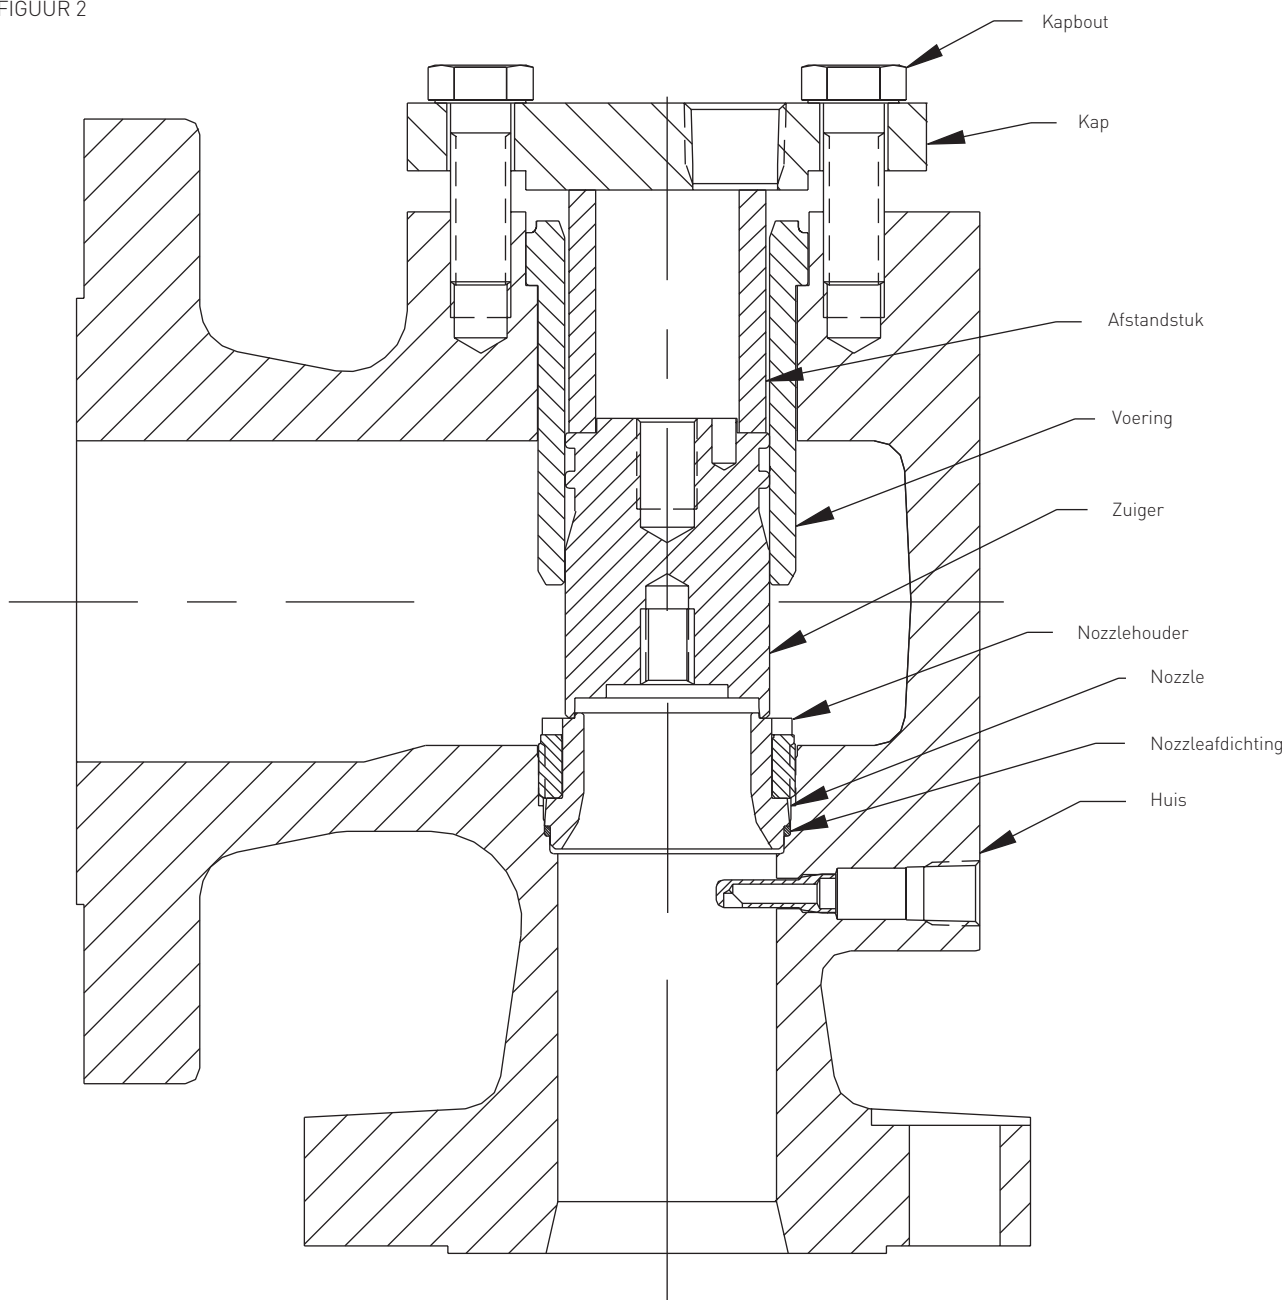 FIGUUR 2
Kapbout
Kap
Afstandstuk
Voering
Zuiger
Nozzlehouder
Nozzle
Nozzleafdichting
Huis